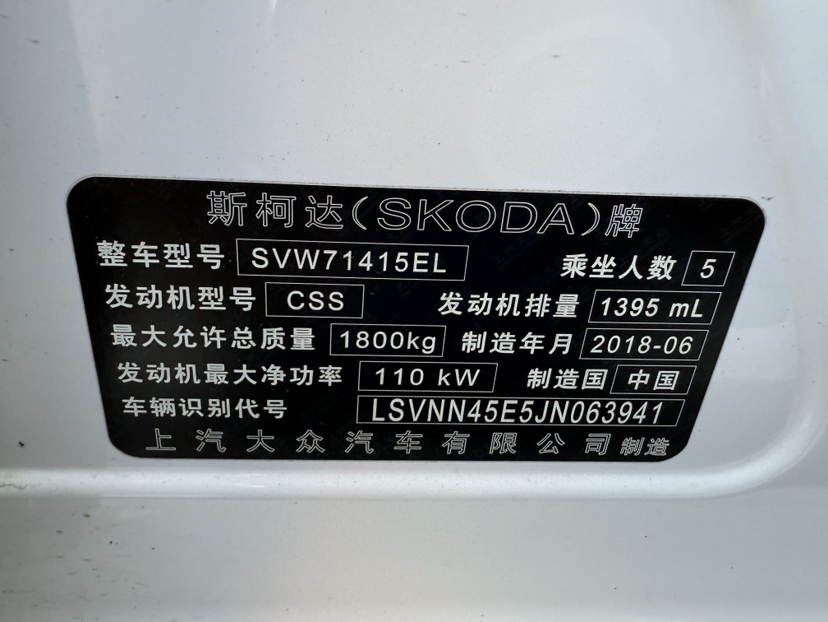 斯柯达(SKODA)牌
整车型号 SVW71415EL 乘坐人数 5
发动机型号 CSS 发动机排量 1395 mL
最大允许总质量 1800kg 制造年月 2018-06
发动机最大净功率 110 kW 制造国 中国
车辆识别代号 LSVNN45E5JN063941
上汽大众汽车有限公司制造